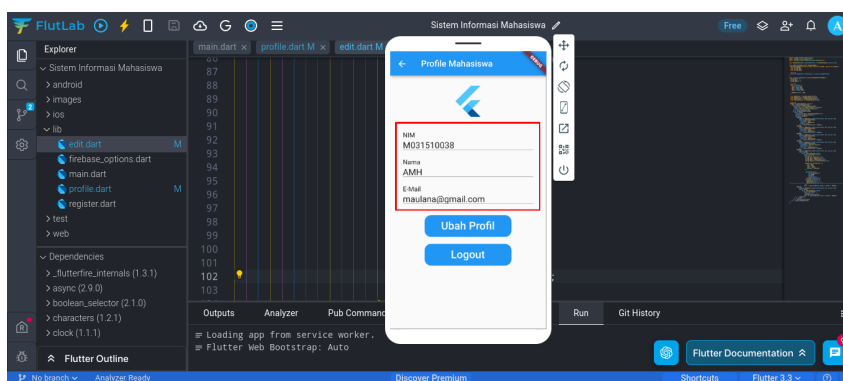 FlutLab
Sistem Informasi Mahasiswa
Free
A
Explorer
Sistem Informasi Mahasiswa
android
images
ios
lib
edit.dart M
firebase_options.dart
main.dart
profile.dart M
register.dart
test
web
Dependencies
_flutterfire_internals (1.3.1)
async (2.9.0)
boolean_selector (2.1.0)
characters (1.2.1)
clock (1.1.1)
Flutter Outline
2
main.dart × profile.dart M × edit.dart M
87
88
89
90
91
92
93
94
95
96
97
98
99
100
101
102
103
;
Profile Mahasiswa
DEBUG
NIM
M031510038
Nama
AMH
E-Mail
maulana@gmail.com
Ubah Profil
Logout
Outputs Analyzer Pub Command Run Git History
Loading app from service worker.
Flutter Web Bootstrap: Auto
Flutter Documentation
No branch Analyzer Ready Discover Premium Shortcuts Flutter 3.3